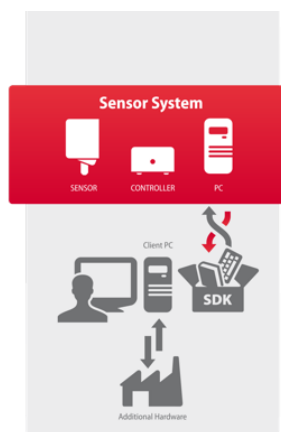 Sensor System
SENSOR CONTROLLER PC
Client PC
SDK
Additional Hardware